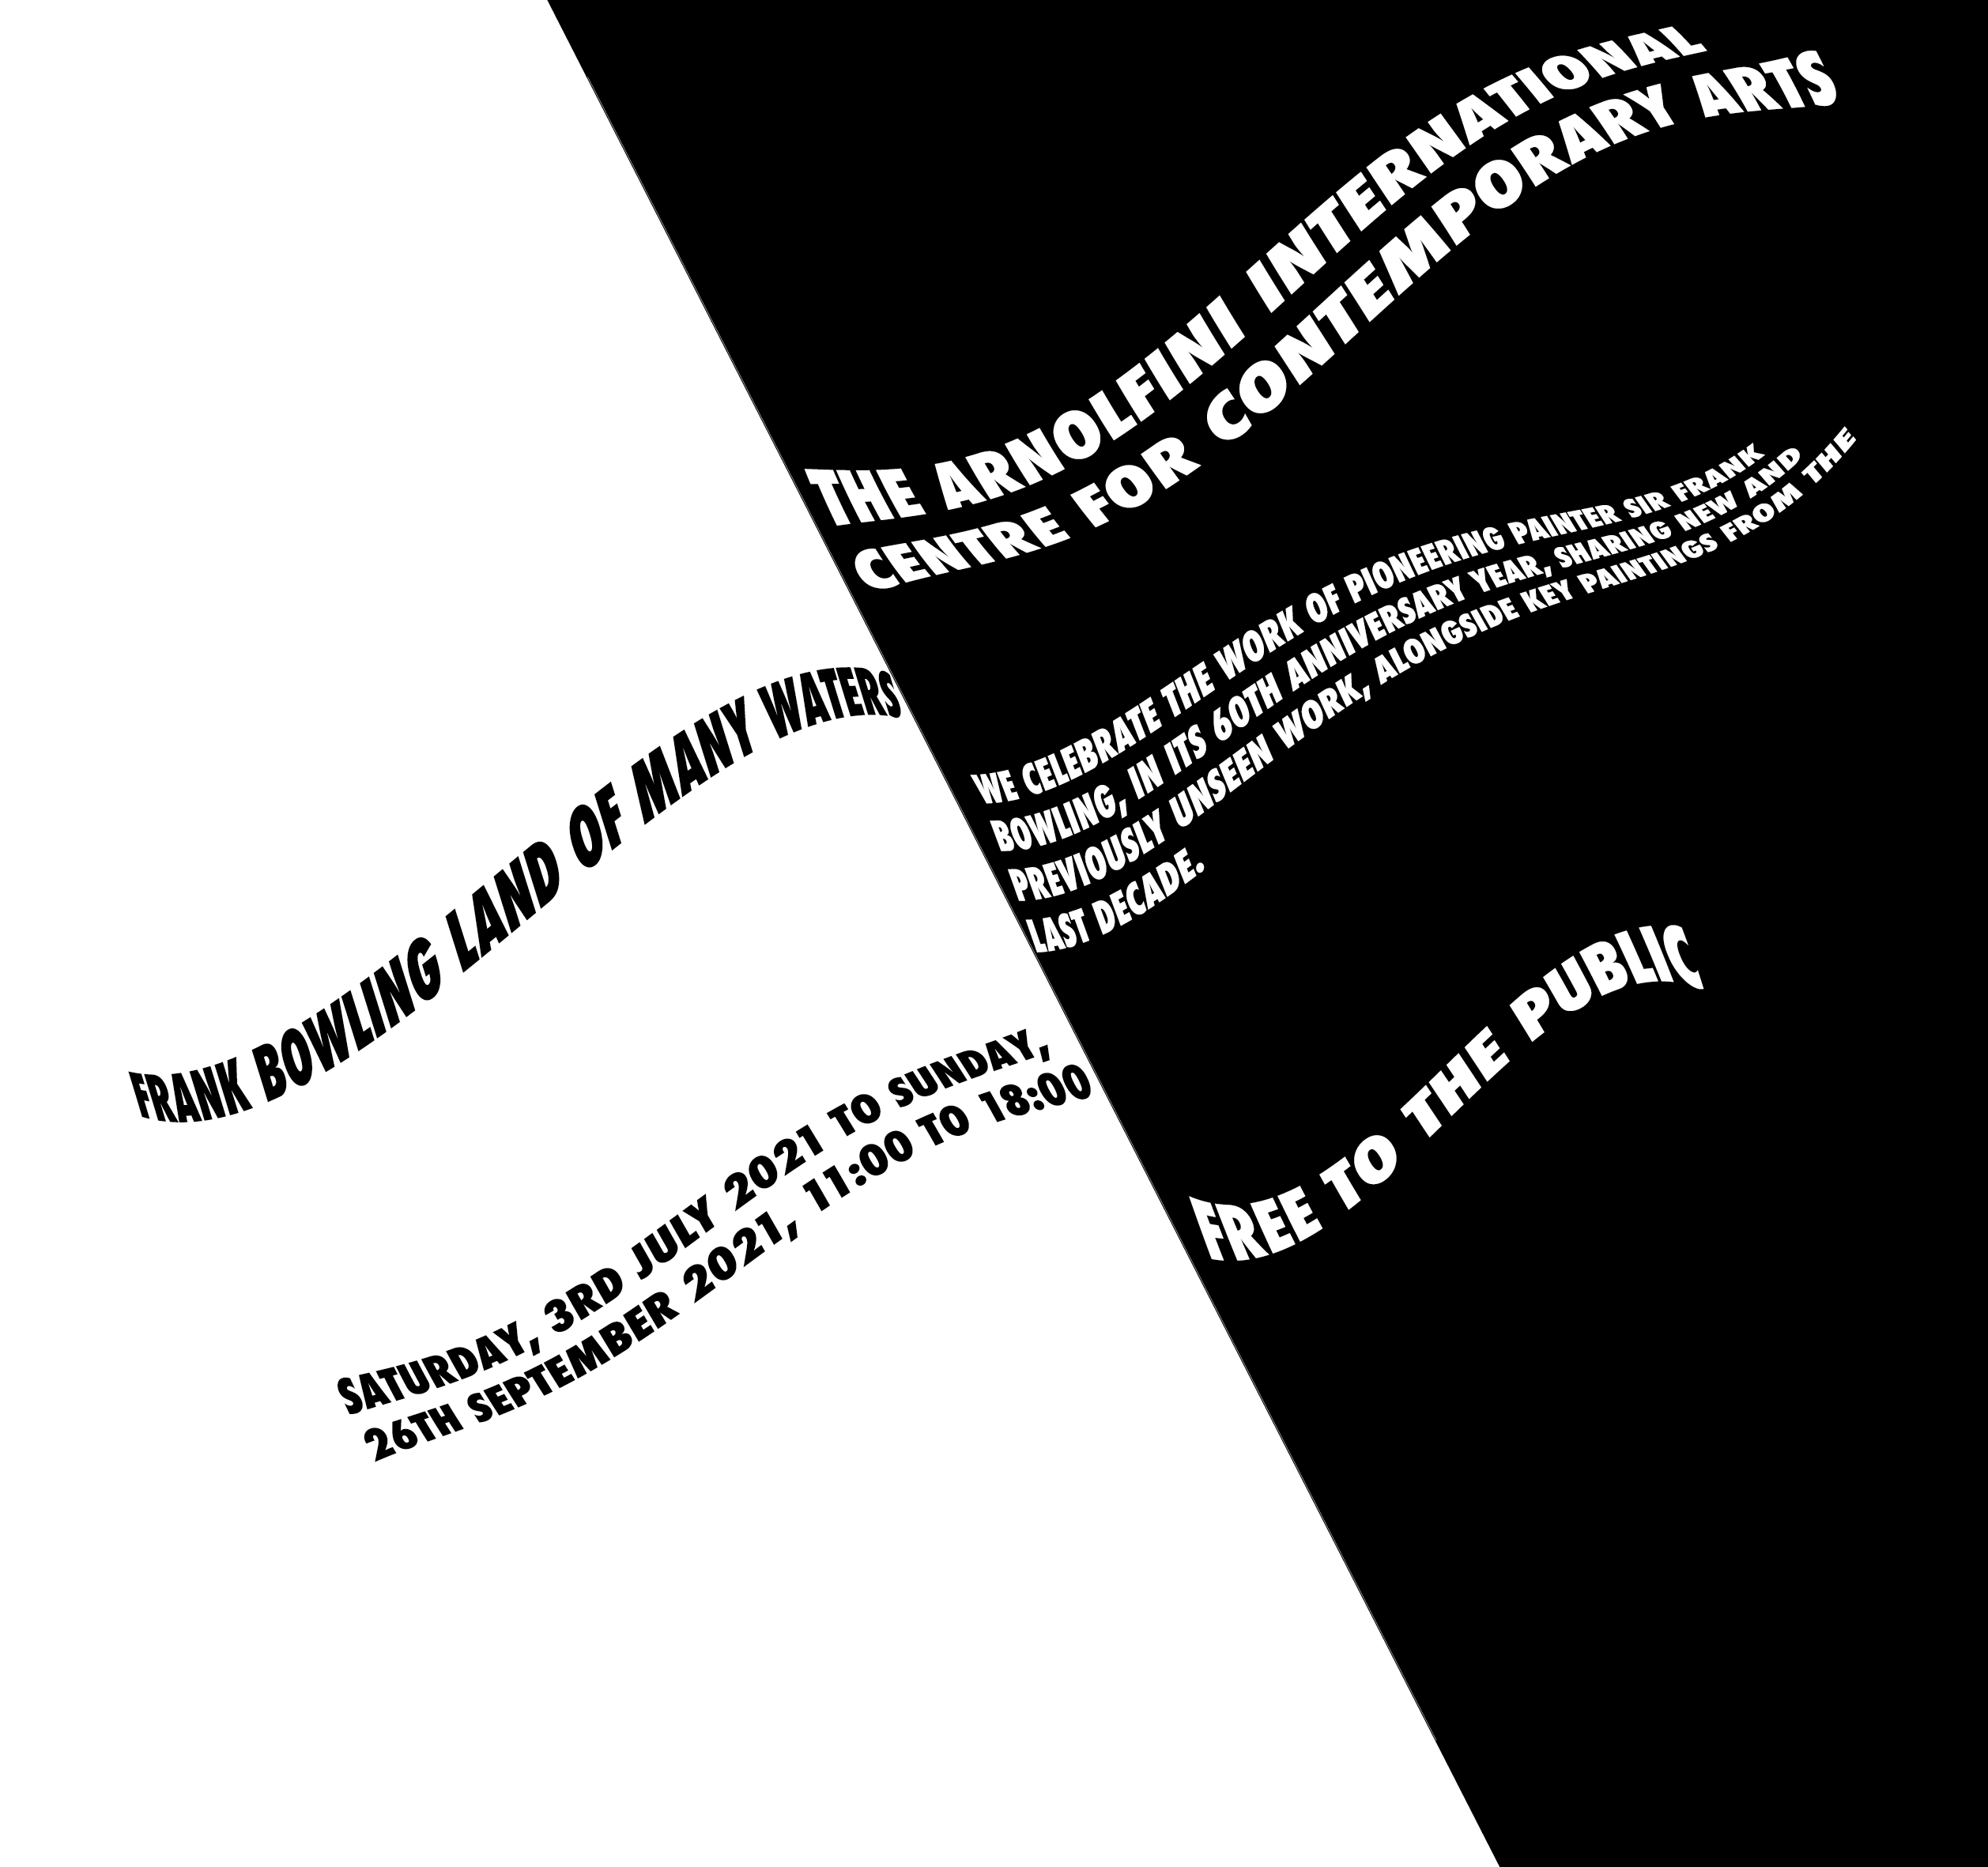 THE ARNOLFINI INTERNATIONAL
CENTRE FOR CONTEMPORARY ARTS
WE CELEBRATE THE WORK OF PIONEERING PAINTER SIR FRANK
BOWLING, IN ITS 60TH ANNIVERSARY YEAR, SHARING NEW AND
PREVIOUSLY UNSEEN WORK, ALONGSIDE KEY PAINTINGS FROM THE
LAST DECADE.
FRANK BOWLING LAND OF MANY WATERS
SATURDAY, 3RD JULY 2021 TO SUNDAY,
26TH SEPTEMBER 2021, 11:00 TO 18:00
FREE TO THE PUBLIC